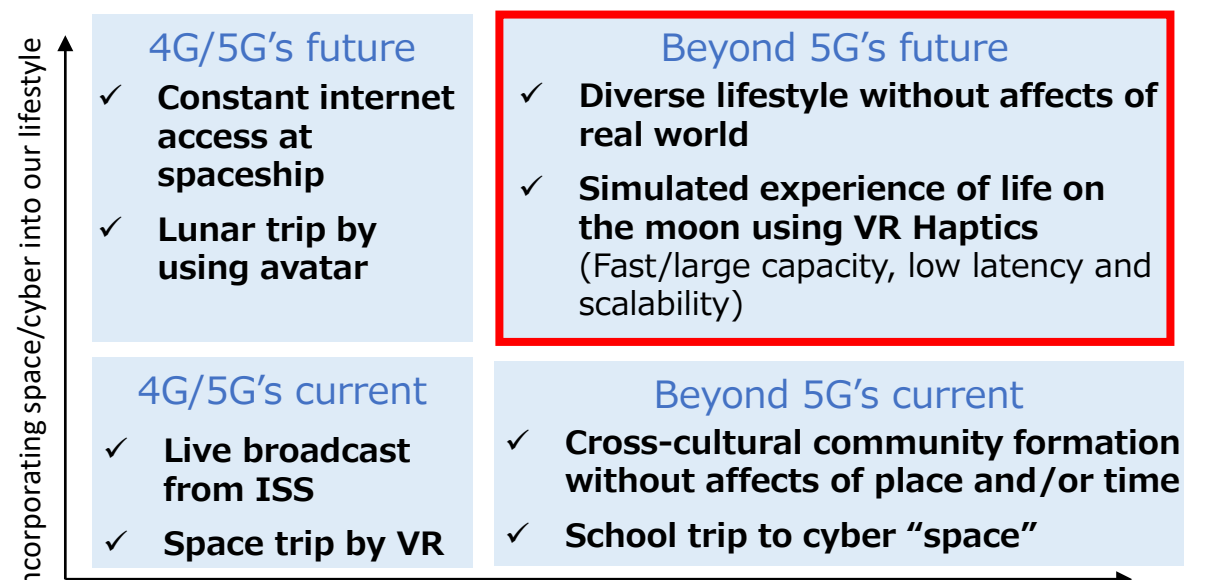 ncorporating space/cyber into our lifestyle
4G/5G’s future
✓ Constant internet
access at
spaceship
✓ Lunar trip by
using avatar
Beyond 5G’s future
✓ Diverse lifestyle without affects of
real world
✓ Simulated experience of life on
the moon using VR Haptics
(Fast/large capacity, low latency and
scalability)
4G/5G’s current
✓ Live broadcast
from ISS
✓ Space trip by VR
Beyond 5G’s current
✓ Cross-cultural community formation
without affects of place and/or time
✓ School trip to cyber “space”